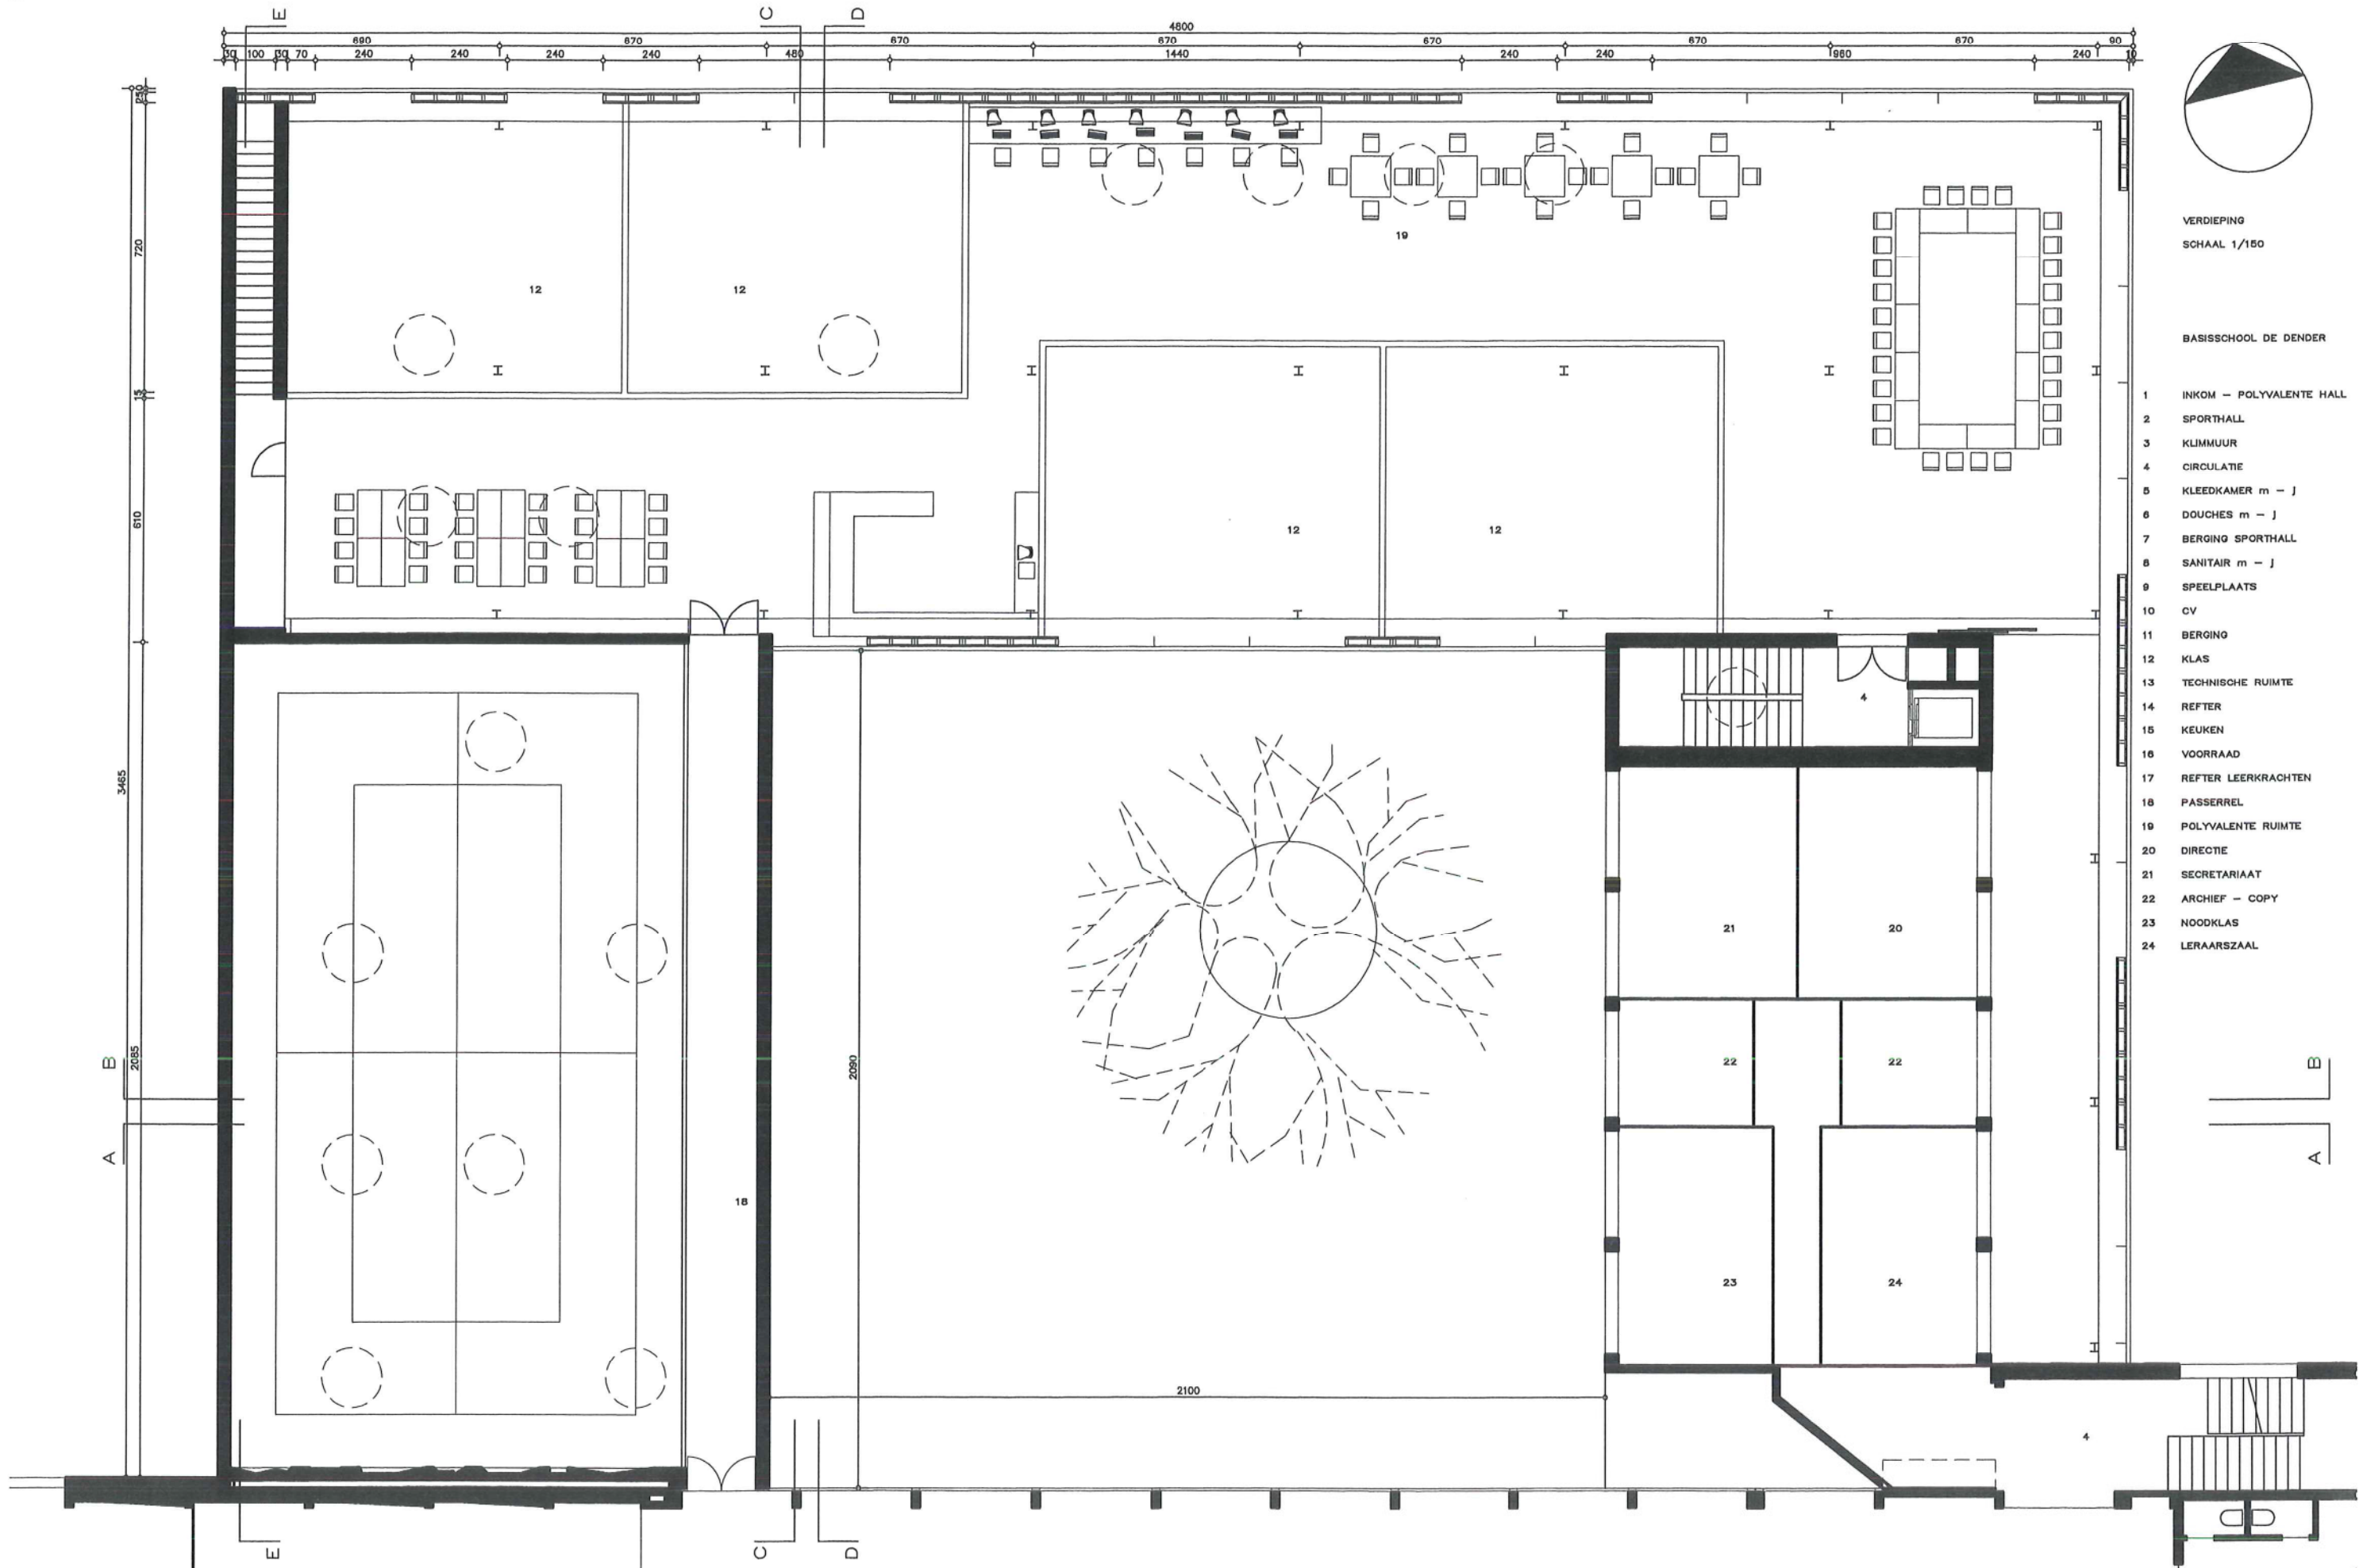 E C D
4800
690 670 670 670 670 670 670 90
30 100 30 70 240 240 240 240 480 1440 240 240 960 240 10
250
720
15
610
3465
2085
VERDIEPING
SCHAAL 1/150
BASISSCHOOL DE DENDER
1 INKOM – POLYVALENTE HALL
2 SPORTHALL
3 KLIMMUUR
4 CIRCULATIE
5 KLEEDKAMER m – j
6 DOUCHES m – j
7 BERGING SPORTHALL
8 SANITAIR m – j
9 SPEELPLAATS
10 CV
11 BERGING
12 KLAS
13 TECHNISCHE RUIMTE
14 REFTER
15 KEUKEN
16 VOORRAAD
17 REFTER LEERKRACHTEN
18 PASSERREL
19 POLYVALENTE RUIMTE
20 DIRECTIE
21 SECRETARIAAT
22 ARCHIEF – COPY
23 NOODKLAS
24 LERAARSZAAL
19
12 12
12 12
4
21 20
2090
22 22
B B
A A
18
23 24
2100
4
E C D